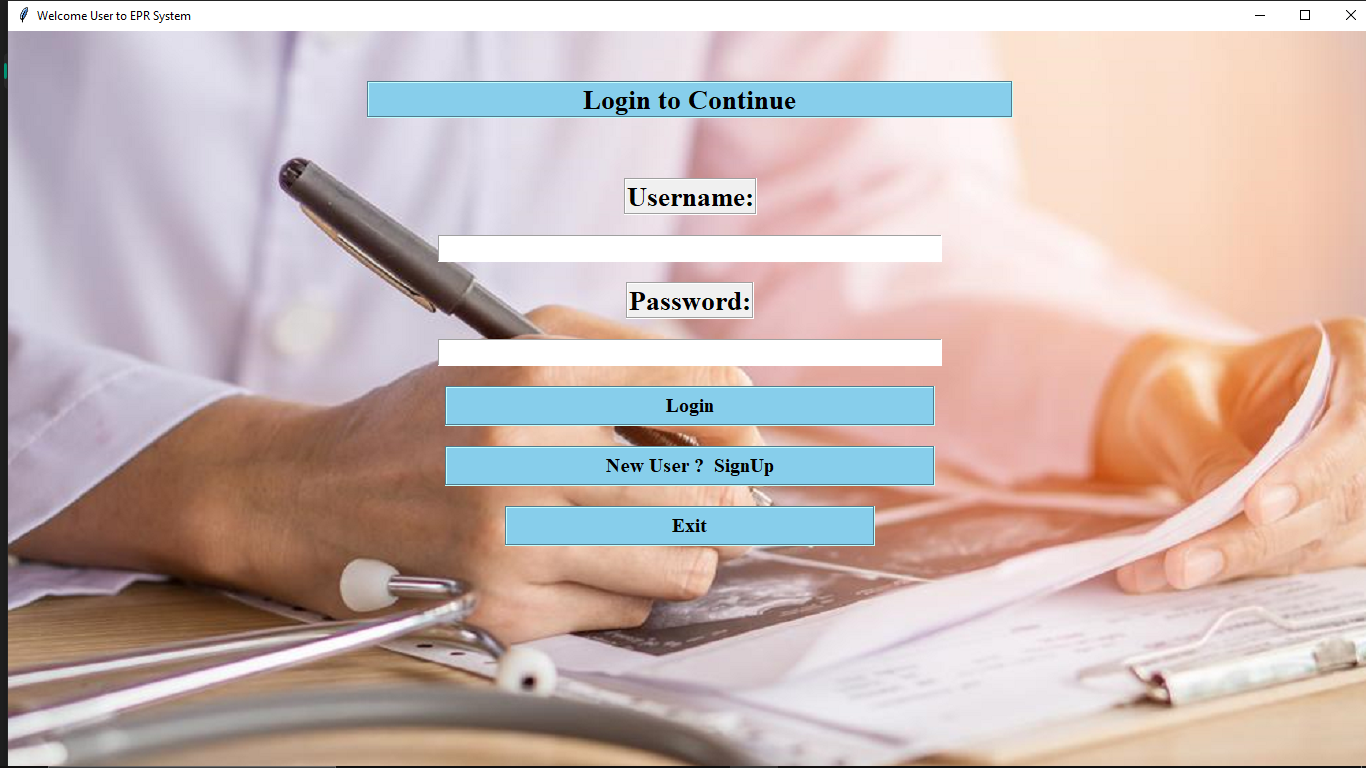 Welcome User to EPR System
Login to Continue
Username:
Password:
Login
New User ?  SignUp
Exit